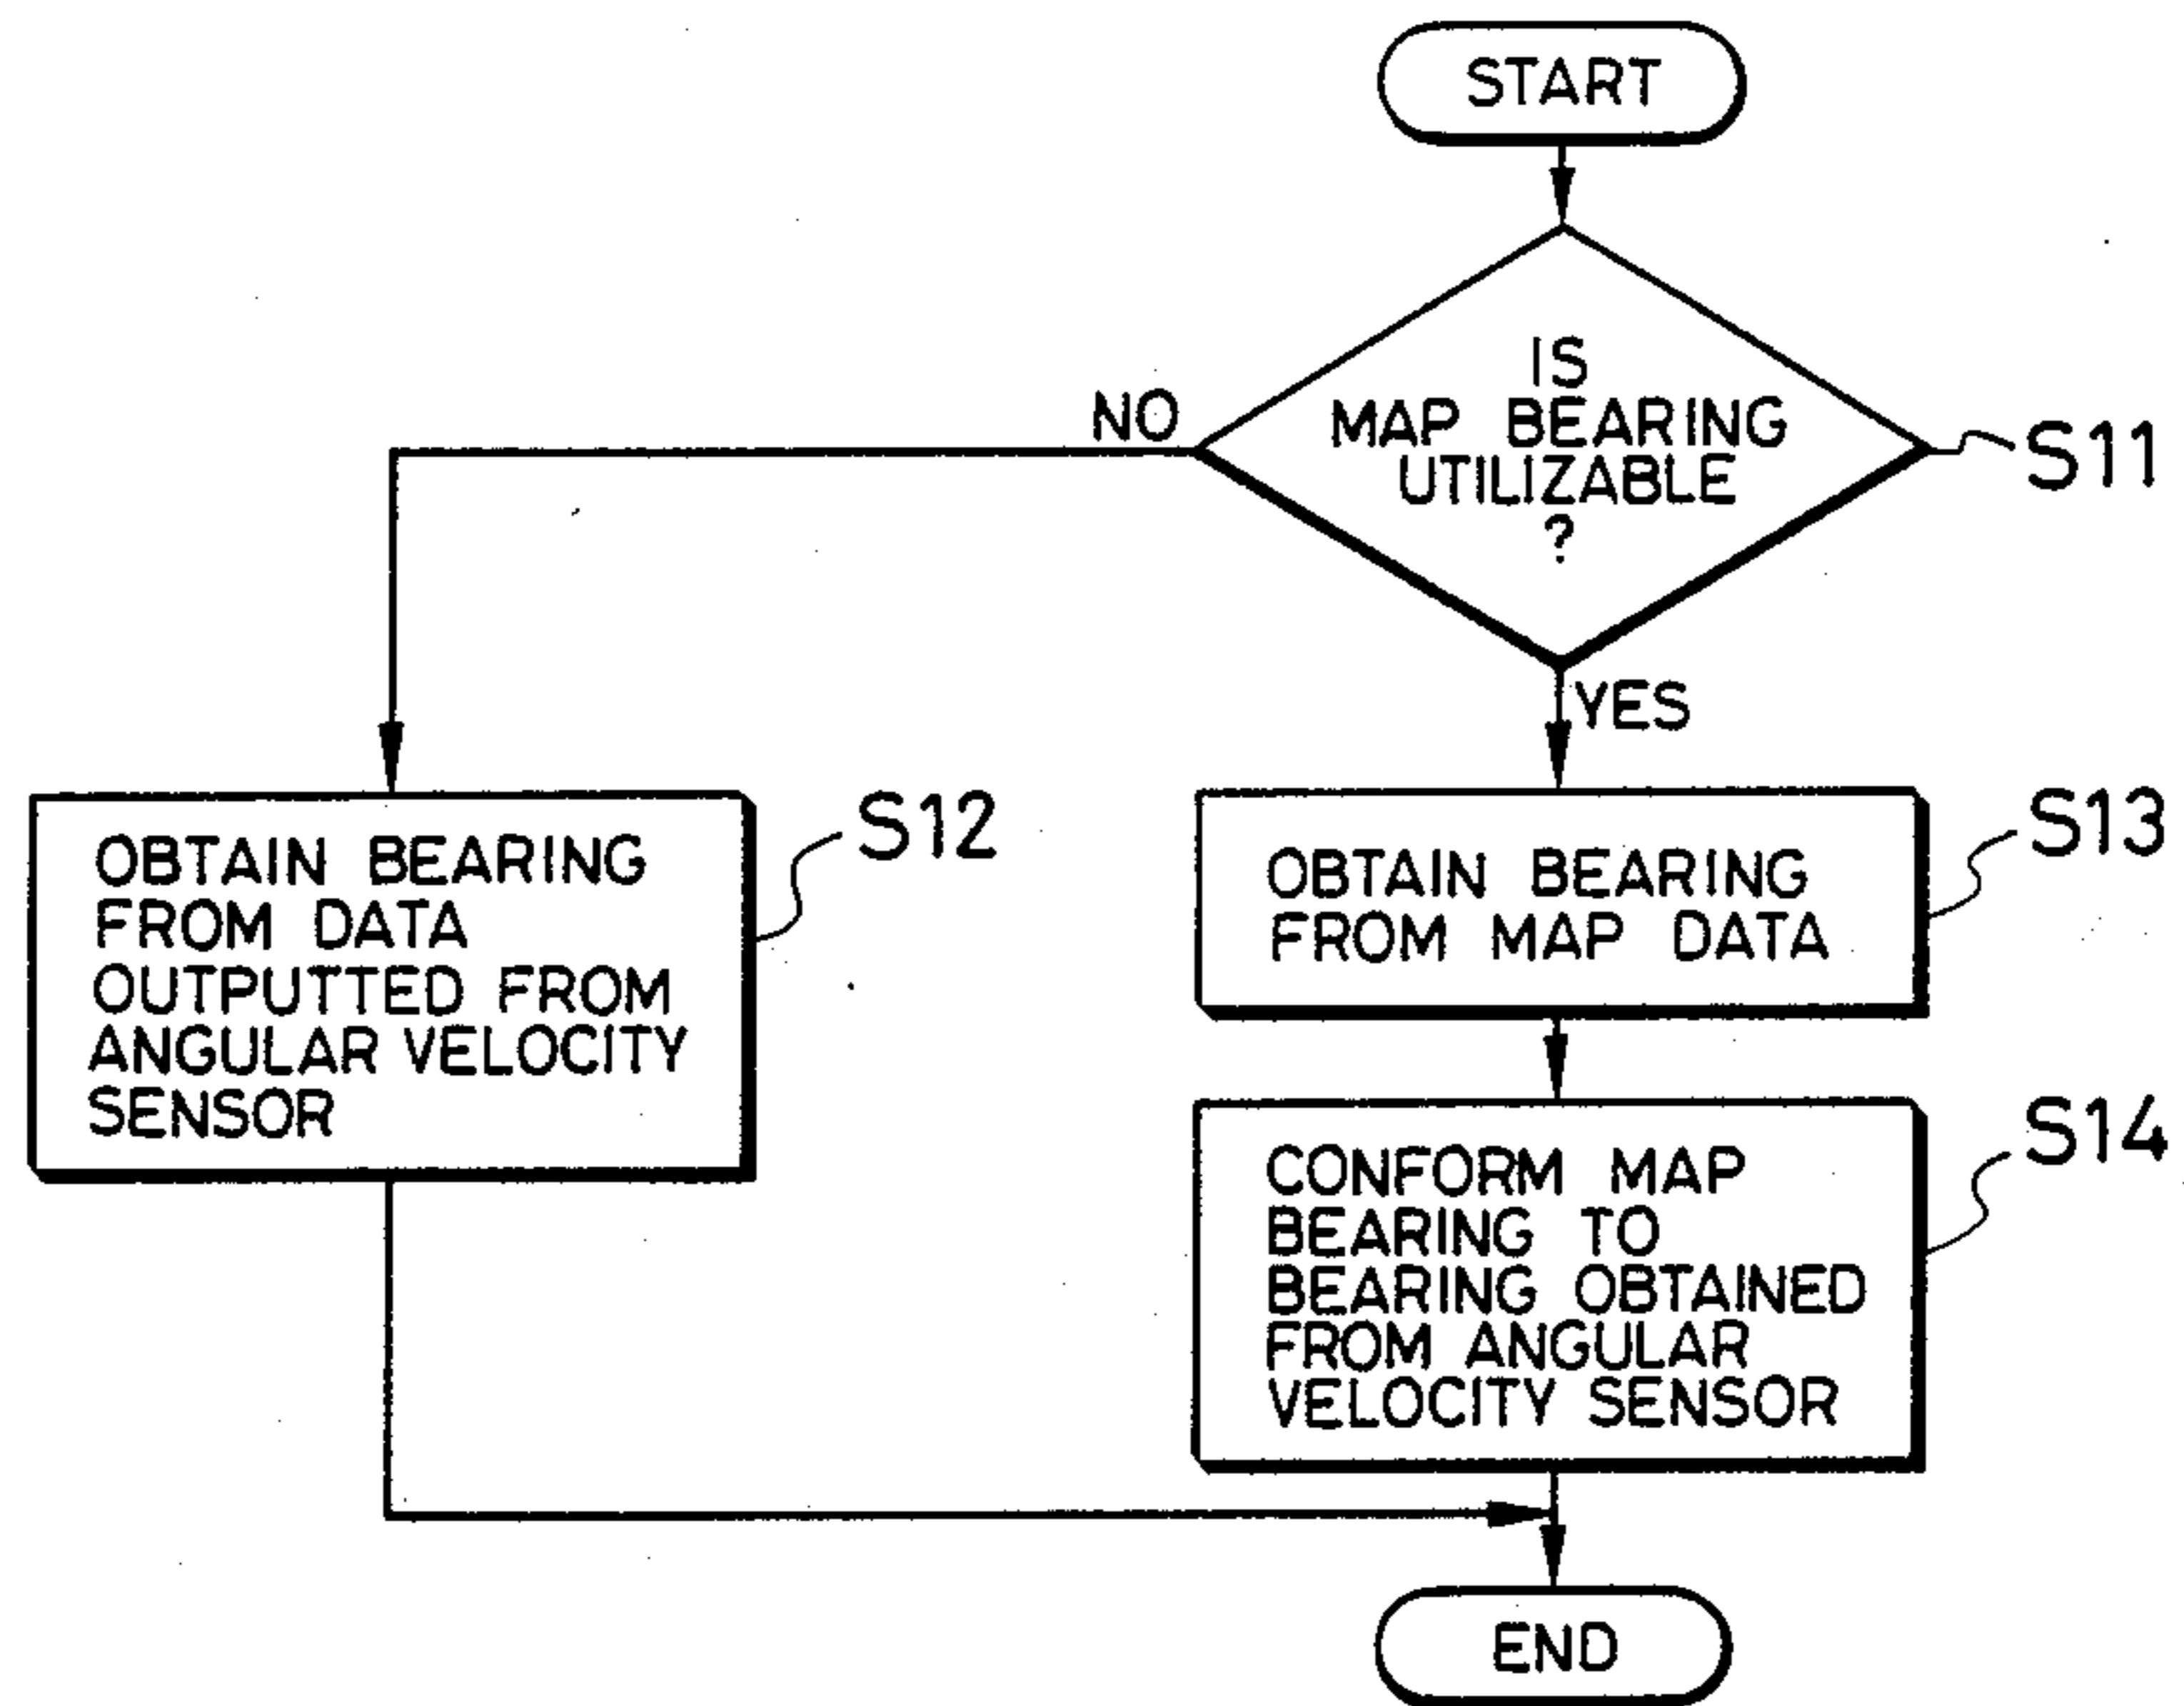 START
IS
MAP BEARING
UTILIZABLE
?
S11
NO
YES
OBTAIN BEARING
FROM DATA
OUTPUTTED FROM
ANGULAR VELOCITY
SENSOR
S12
OBTAIN BEARING
FROM MAP DATA
S13
CONFORM MAP
BEARING TO
BEARING OBTAINED
FROM ANGULAR
VELOCITY SENSOR
S14
END